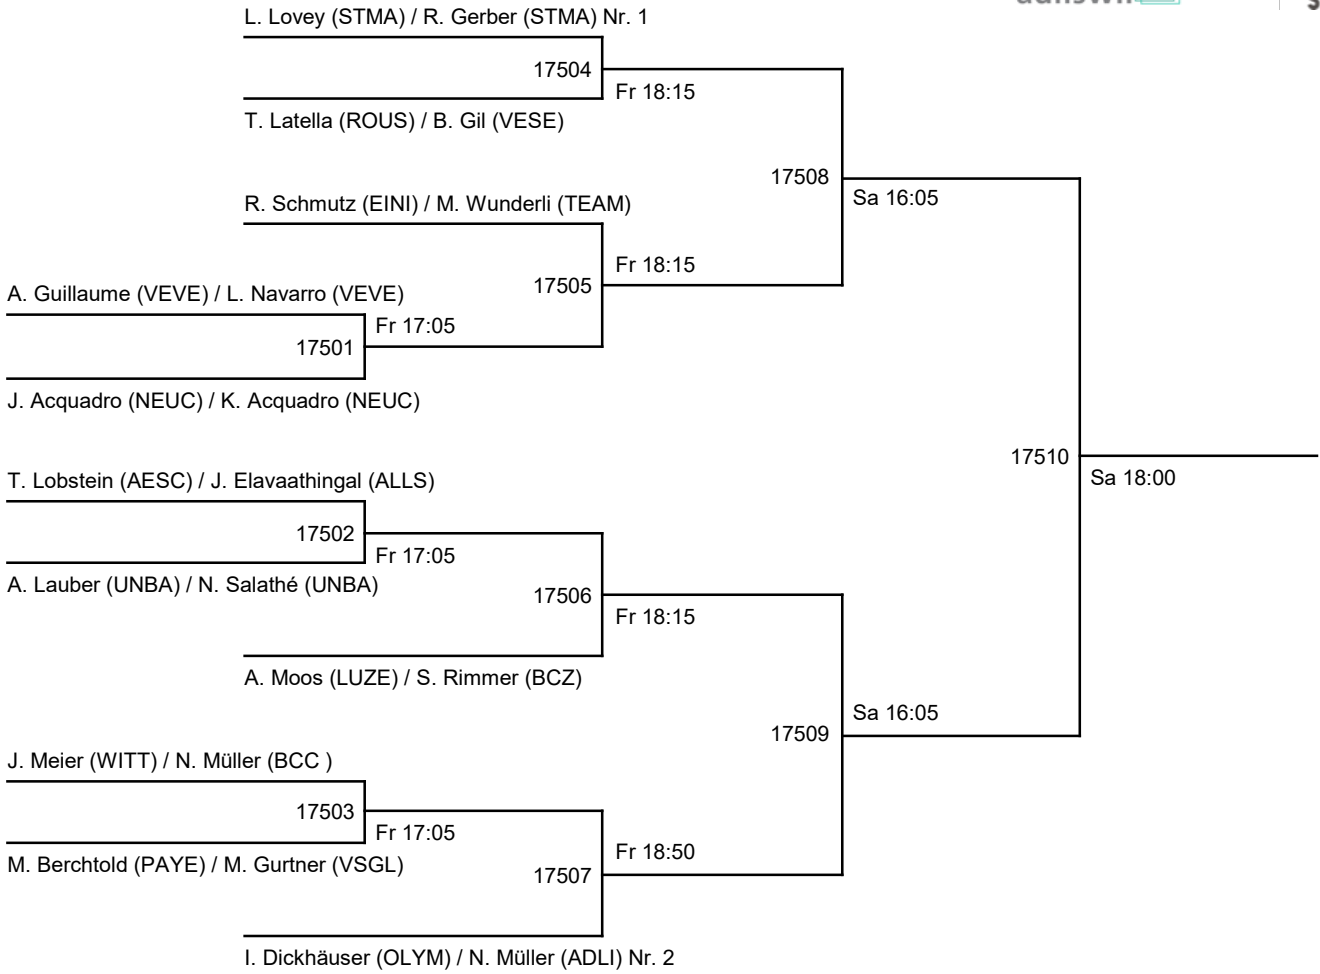 L. Lovey (STMA) / R. Gerber (STMA) Nr. 1
17504
Fr 18:15
T. Latella (ROUS) / B. Gil (VESE)
17508
Sa 16:05
R. Schmutz (EINI) / M. Wunderli (TEAM)
Fr 18:15
17505
A. Guillaume (VEVE) / L. Navarro (VEVE)
Fr 17:05
17501
J. Acquadro (NEUC) / K. Acquadro (NEUC)
17510
Sa 18:00
T. Lobstein (AESC) / J. Elavaathingal (ALLS)
17502
Fr 17:05
A. Lauber (UNBA) / N. Salathé (UNBA)
17506
Fr 18:15
A. Moos (LUZE) / S. Rimmer (BCZ)
Sa 16:05
17509
J. Meier (WITT) / N. Müller (BCC )
17503
Fr 17:05
M. Berchtold (PAYE) / M. Gurtner (VSGL)
Fr 18:50
17507
I. Dickhäuser (OLYM) / N. Müller (ADLI) Nr. 2